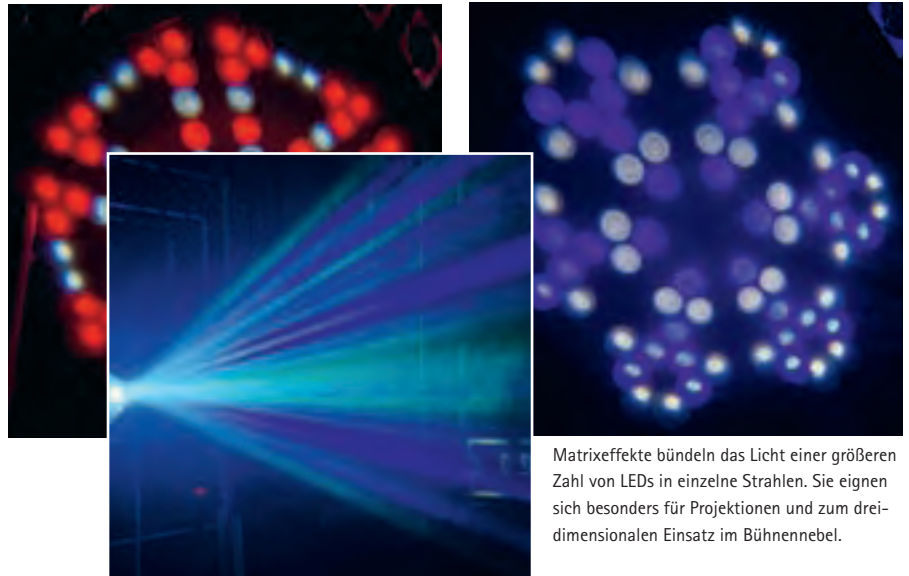 Matrixeffekte bündeln das Licht einer größeren
Zahl von LEDs in einzelne Strahlen. Sie eignen
sich besonders für Projektionen und zum drei-
dimensionalen Einsatz im Bühnennebel.